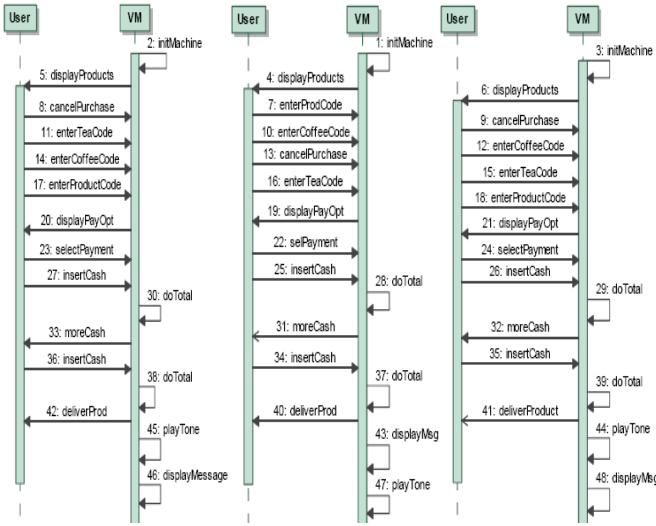 User VM
2: initMachine
5: displayProducts
8: cancelPurchase
11: enterTeaCode
14: enterCoffeeCode
17: enterProductCode
20: displayPayOpt
23: selectPayment
27: insertCash
30: doTotal
33: moreCash
36: insertCash
38: doTotal
42: deliverProd
45: playTone
46: displayMessage
User VM
1: initMachine
4: displayProducts
7: enterProdCode
10: enterCoffeeCode
13: cancelPurchase
16: enterTeaCode
19: displayPayOpt
22: selPayment
25: insertCash
28: doTotal
31: moreCash
34: insertCash
37: doTotal
40: deliverProd
43: displayMsg
47: playTone
User VM
3: initMachine
6: displayProducts
9: cancelPurchase
12: enterCoffeeCode
15: enterTeaCode
18: enterProductCode
21: displayPayOpt
24: selectPayment
26: insertCash
29: doTotal
32: moreCash
35: insertCash
39: doTotal
41: deliverProduct
44: playTone
48: displayMsg